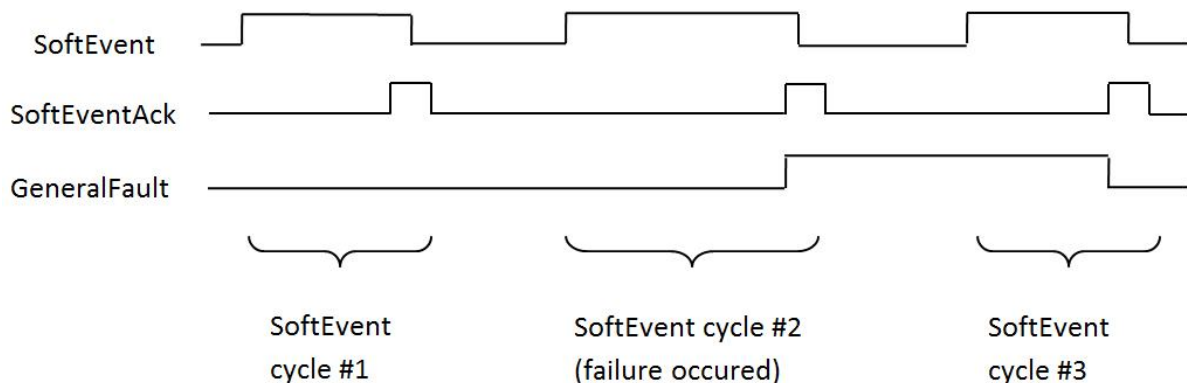 SoftEvent
SoftEventAck
GeneralFault
SoftEvent
cycle #1
SoftEvent cycle #2
(failure occured)
SoftEvent
cycle #3